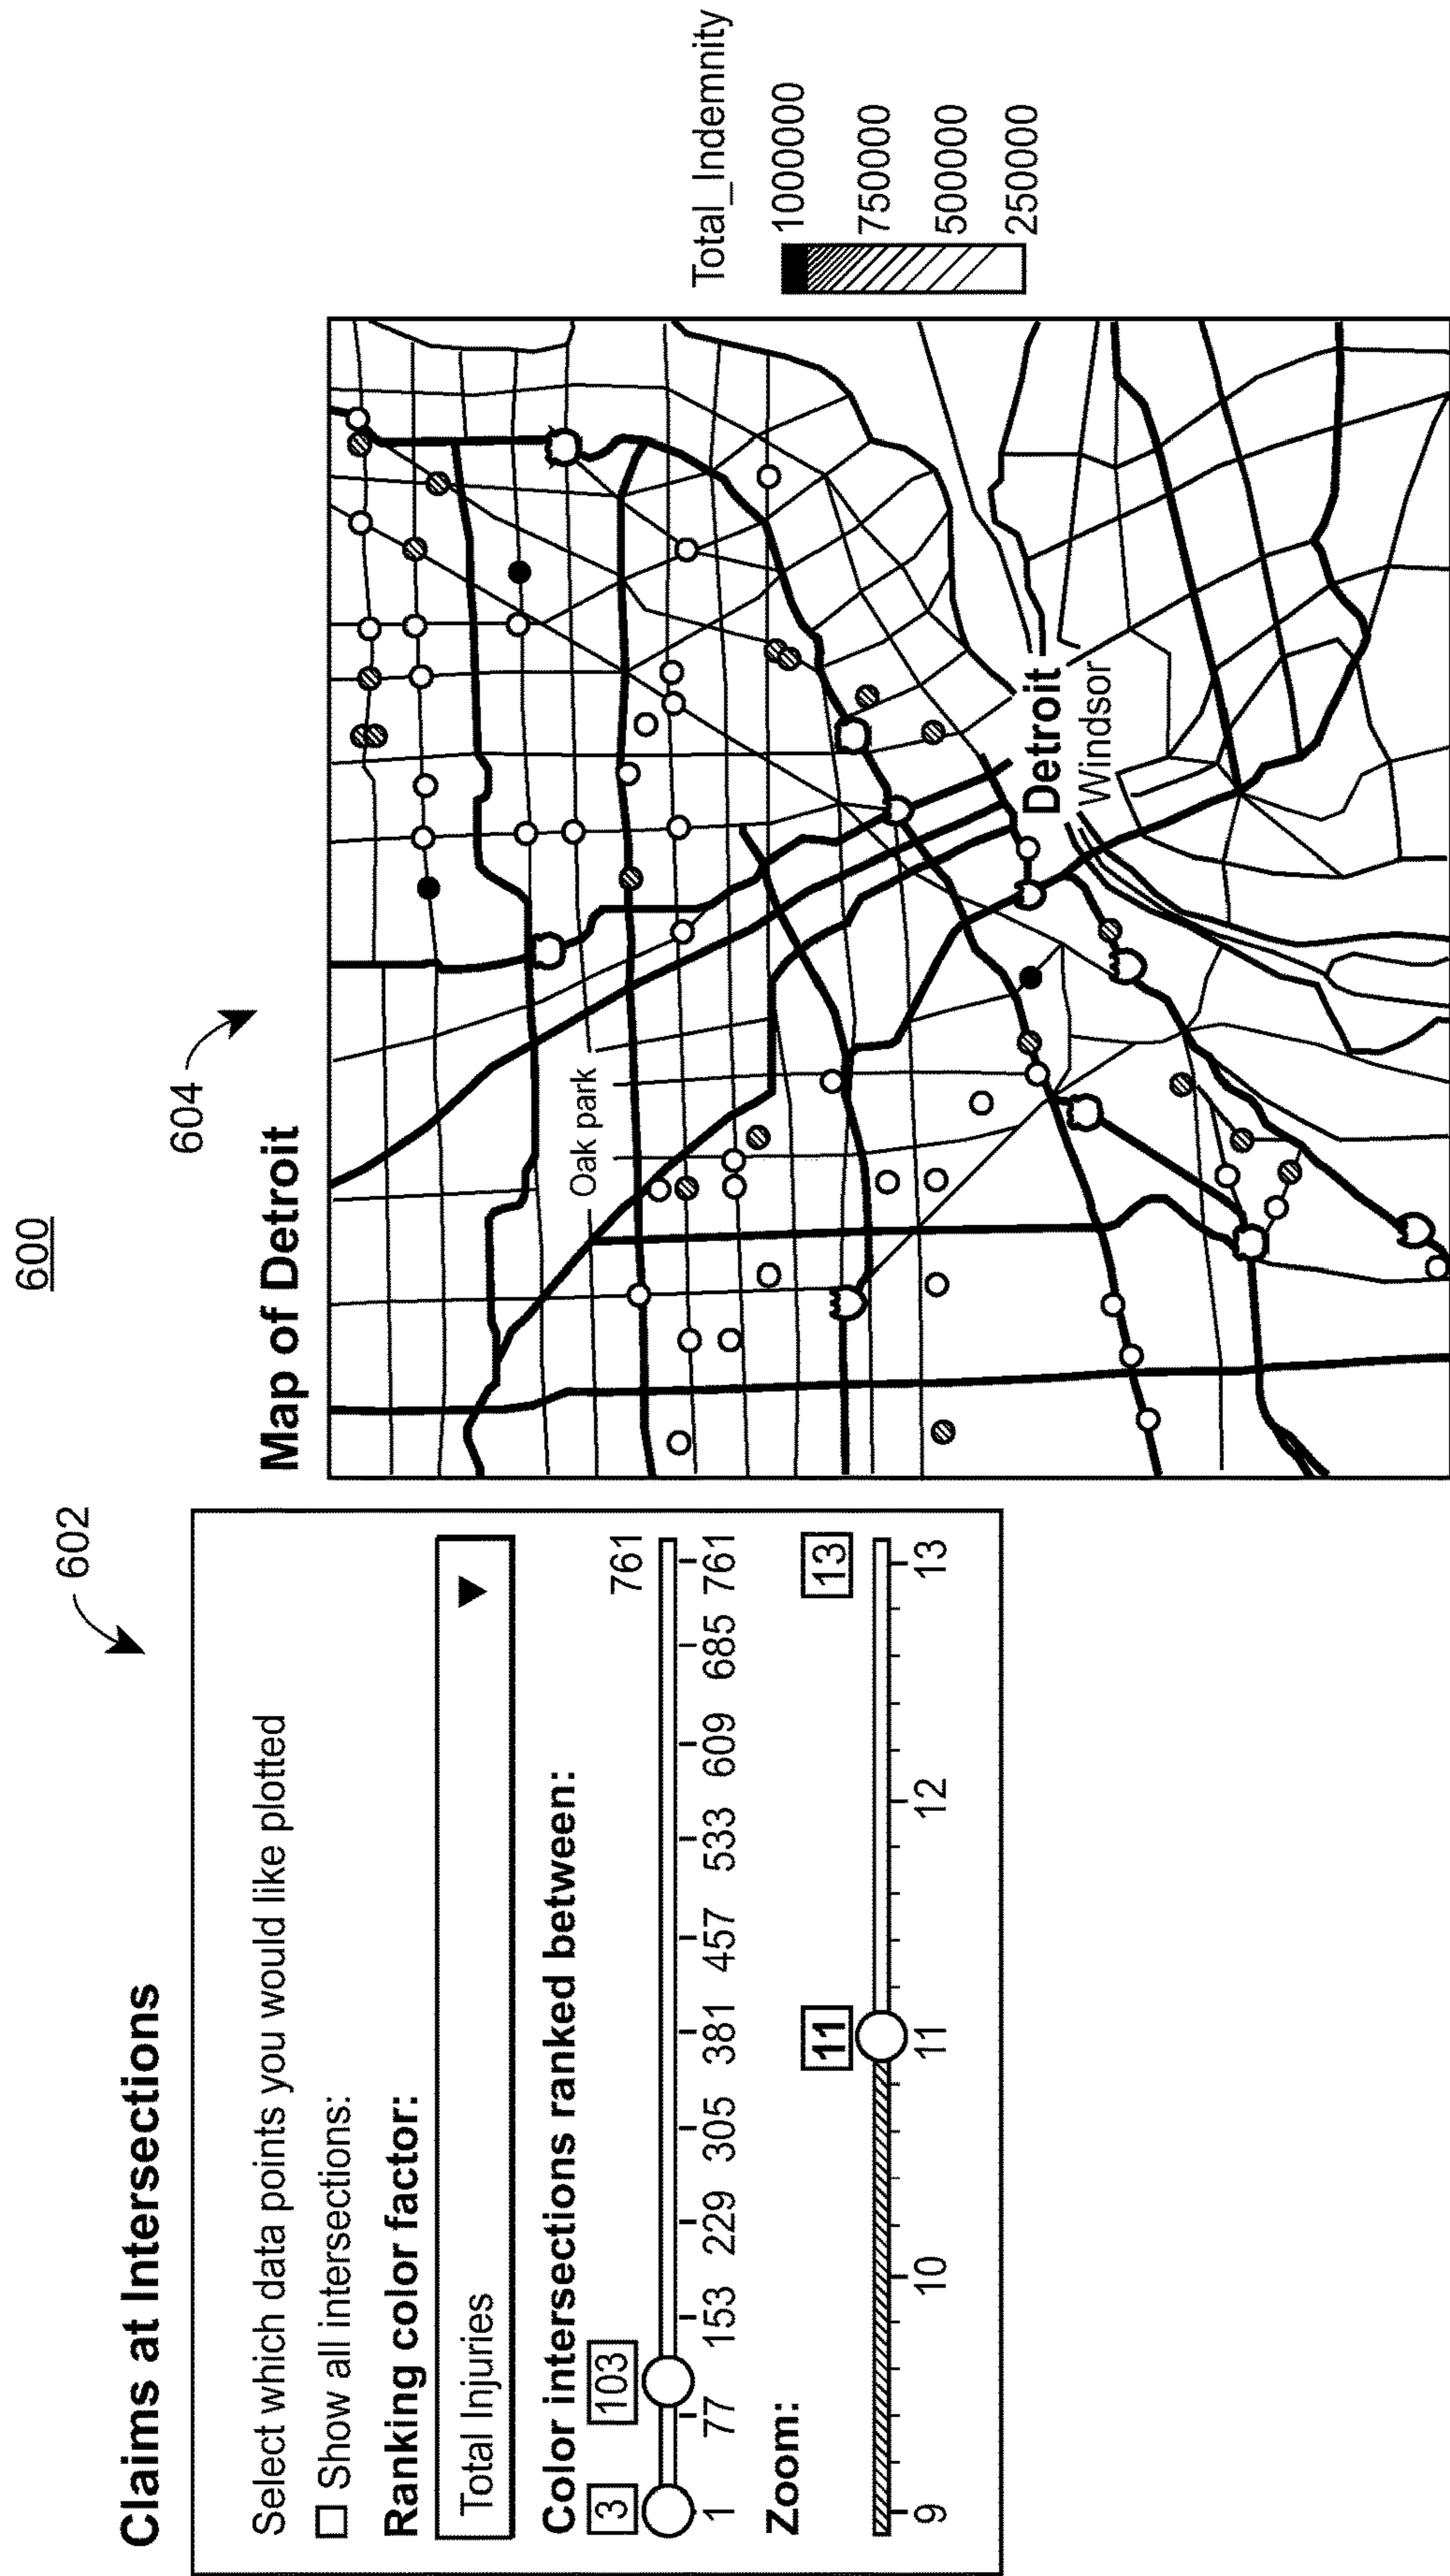 600
Claims at Intersections
602
Select which data points you would like plotted
Show all intersections:
Ranking color factor:
Total Injuries
Color intersections ranked between:
3 103 761
1 77 153 229 305 381 457 533 609 685 761
Zoom:
11 13
9 10 11 12 13
604
Map of Detroit
Oak park
Detroit
Windsor
Total_Indemnity
1000000
750000
500000
250000